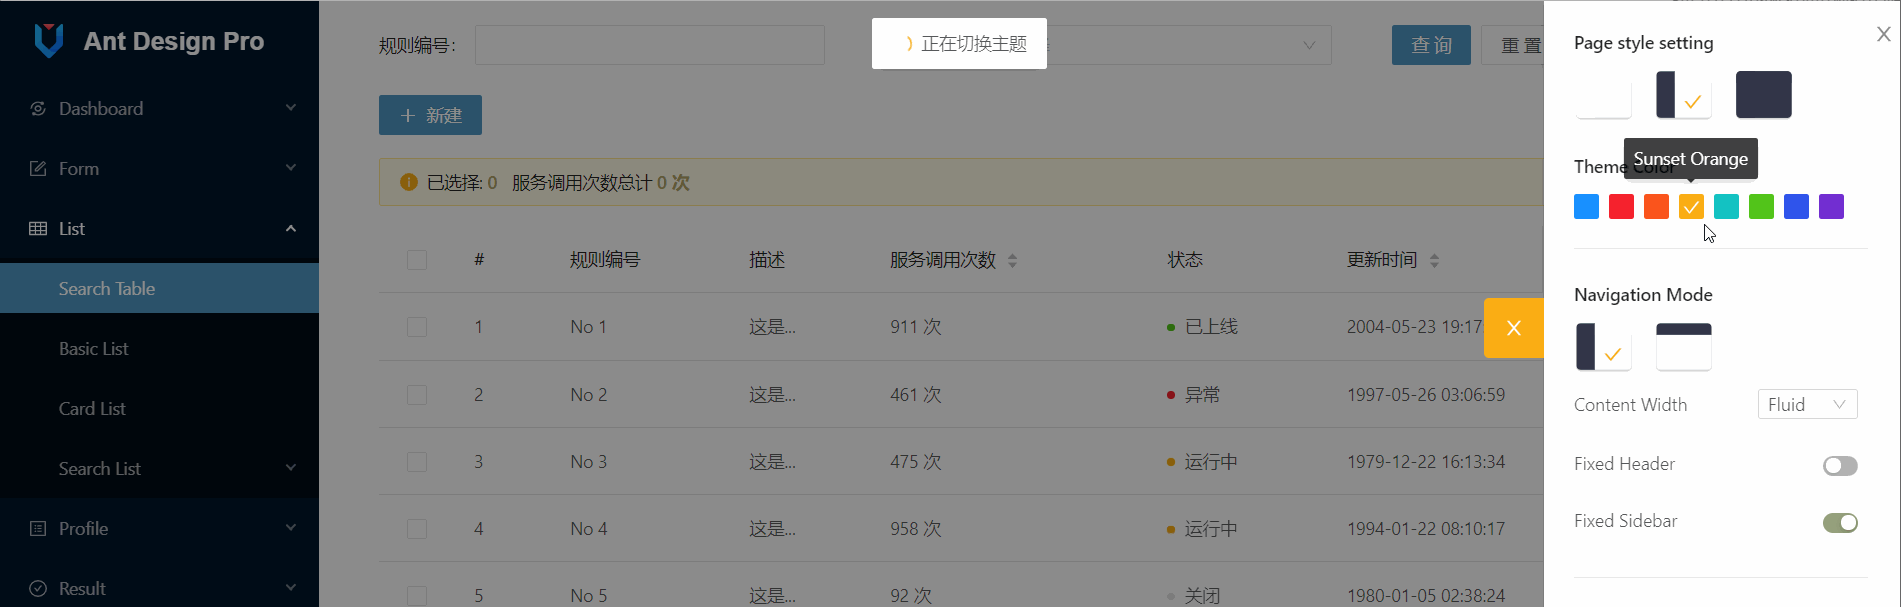 Ant Design Pro
Dashboard
Form
List
Search Table
Basic List
Card List
Search List
Profile
Result
规则编号:
正在切换主题
查 询
重 置
+ 新建
已选择: 0 服务调用次数总计 0 次
# 规则编号 描述 服务调用次数 状态 更新时间
1 No 1 这是... 911 次 已上线 2004-05-23 19:17
2 No 2 这是... 461 次 异常 1997-05-26 03:06:59
3 No 3 这是... 475 次 运行中 1979-12-22 16:13:34
4 No 4 这是... 958 次 运行中 1994-01-22 08:10:17
5 No 5 这是... 92 次 关闭 1980-01-05 02:38:24
Page style setting
Sunset Orange
Theme Color
Navigation Mode
Content Width Fluid
Fixed Header
Fixed Sidebar